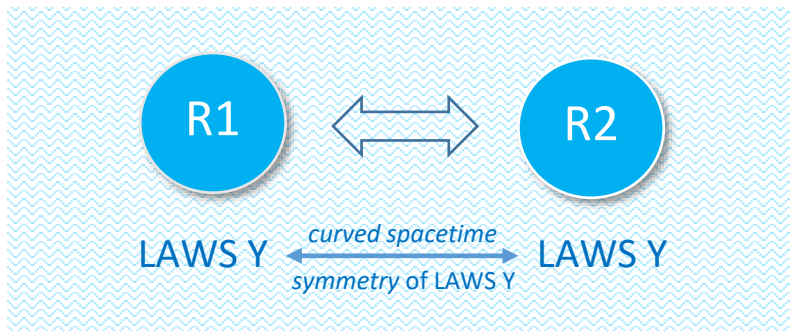 R1
R2
LAWS Y
curved spacetime
symmetry of LAWS Y
LAWS Y